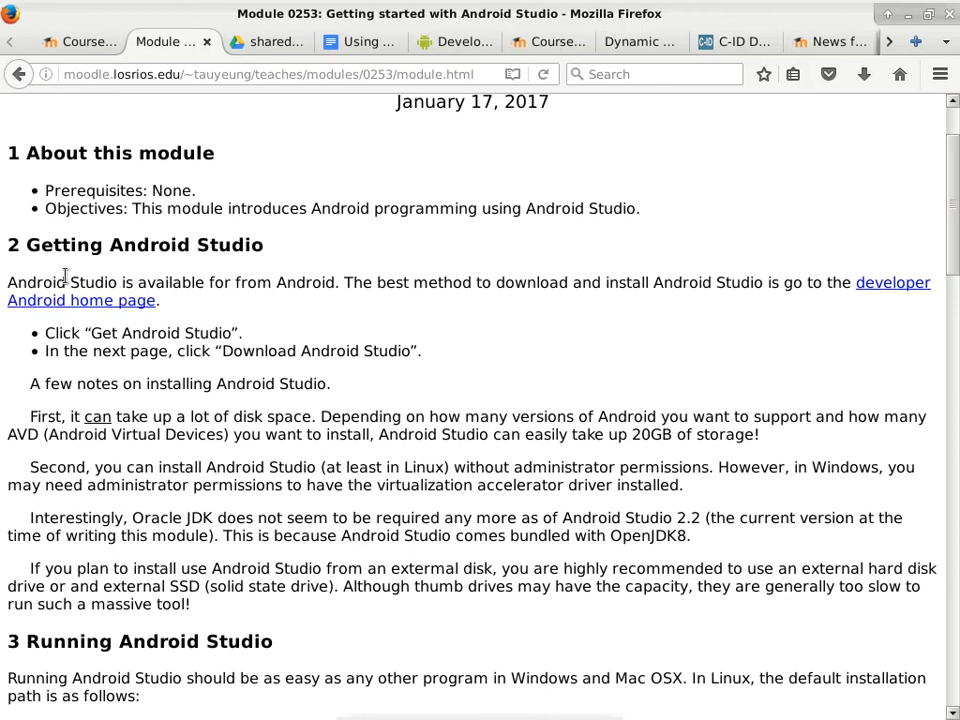 Module 0253: Getting started with Android Studio - Mozilla Firefox
Course...
Module ...
shared...
Using ...
Develo...
Course...
Dynamic ...
C-ID D...
News f...
moodle.losrios.edu/~tauyeung/teaches/modules/0253/module.html
Search
January 17, 2017
1 About this module
• Prerequisites: None.
• Objectives: This module introduces Android programming using Android Studio.
2 Getting Android Studio
Android Studio is available for from Android. The best method to download and install Android Studio is go to the developer
Android home page.
• Click “Get Android Studio”.
• In the next page, click “Download Android Studio”.
A few notes on installing Android Studio.
First, it can take up a lot of disk space. Depending on how many versions of Android you want to support and how many
AVD (Android Virtual Devices) you want to install, Android Studio can easily take up 20GB of storage!
Second, you can install Android Studio (at least in Linux) without administrator permissions. However, in Windows, you
may need administrator permissions to have the virtualization accelerator driver installed.
Interestingly, Oracle JDK does not seem to be required any more as of Android Studio 2.2 (the current version at the
time of writing this module). This is because Android Studio comes bundled with OpenJDK8.
If you plan to install use Android Studio from an extermal disk, you are highly recommended to use an external hard disk
drive or and external SSD (solid state drive). Although thumb drives may have the capacity, they are generally too slow to
run such a massive tool!
3 Running Android Studio
Running Android Studio should be as easy as any other program in Windows and Mac OSX. In Linux, the default installation
path is as follows: